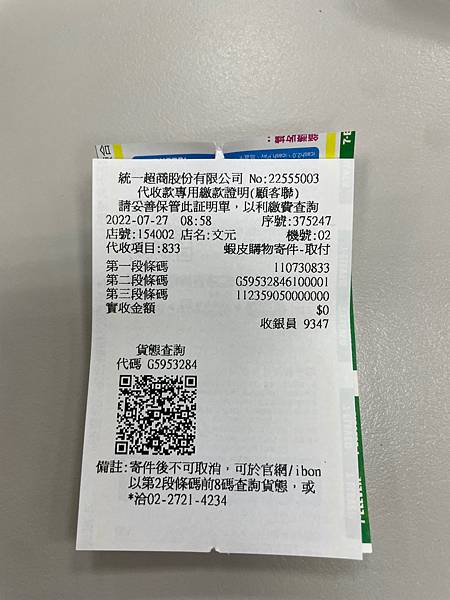 統一超商股份有限公司 No:22555003
代收款專用繳款證明(顧客聯)
請妥善保管此証明單,以利繳費查詢
2022-07-27 08:58 序號:375247
店號:154002 店名:文元 機號:02
代收項目:833 蝦皮購物寄件-取付
第一段條碼 110730833
第二段條碼 G59532846100001
第三段條碼 112359050000000
實收金額 $0
收銀員 9347
貨態查詢
代碼 G5953284
備註:寄件後不可取消,可於官網/ibon
以第2段條碼前8碼查詢貨態,或
*洽02-2721-4234